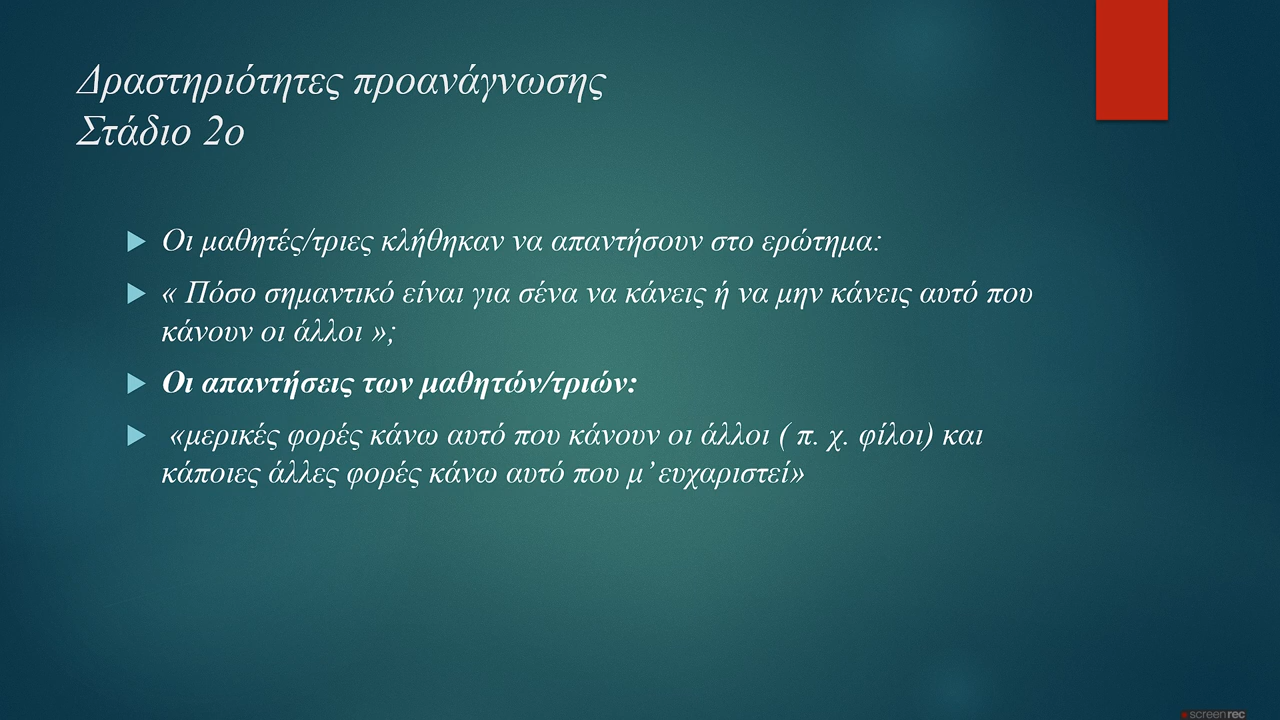 Δραστηριότητες προανάγνωσης
Στάδιο 2ο
Οι μαθητές/τριες κλήθηκαν να απαντήσουν στο ερώτημα:
« Πόσο σημαντικό είναι για σένα να κάνεις ή να μην κάνεις αυτό που
κάνουν οι άλλοι »;
Οι απαντήσεις των μαθητών/τριών:
«μερικές φορές κάνω αυτό που κάνουν οι άλλοι ( π. χ. φίλοι) και
κάποιες άλλες φορές κάνω αυτό που μ’ ευχαριστεί»
screenrec